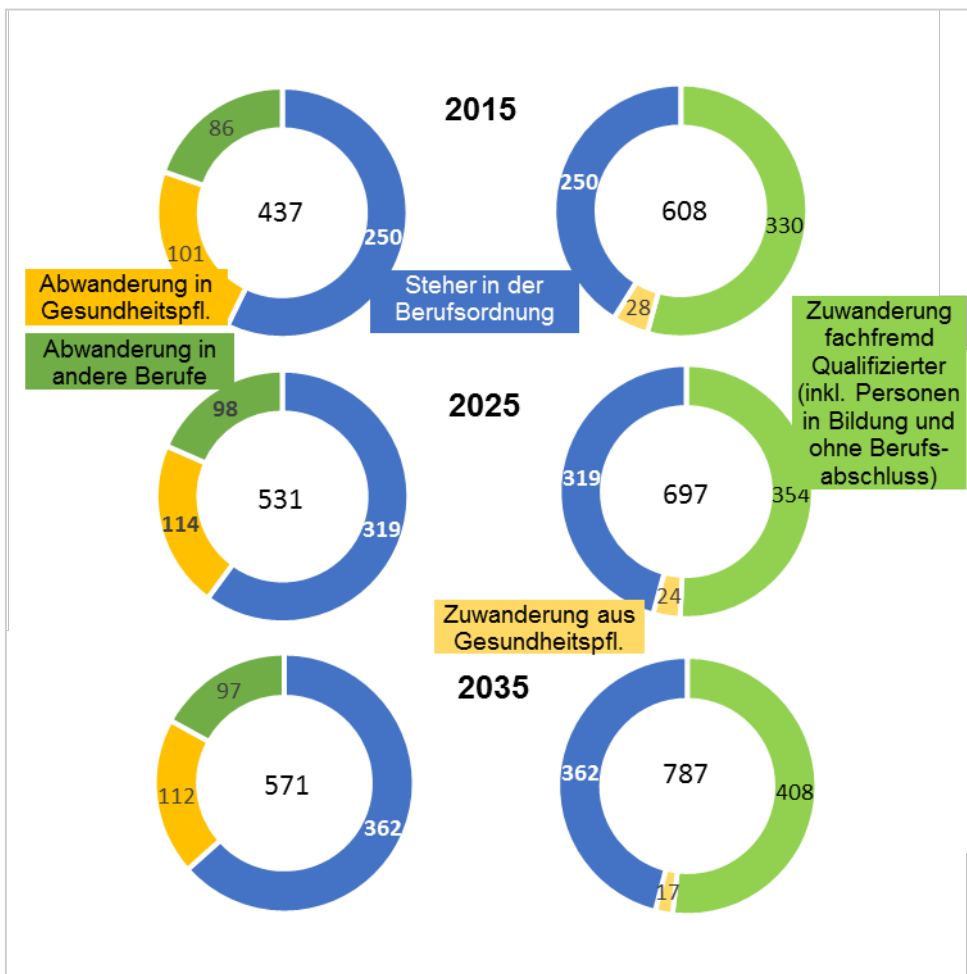 2015
86
437
250
101
250
608
330
28
Abwanderung in
Gesundheitspfl.
Steher in der
Berufsordnung
Zuwanderung
fachfremd
Qualifizierter
(inkl. Personen
in Bildung und
ohne Berufs-
abschluss)
Abwanderung in
andere Berufe
2025
98
531
319
114
319
697
354
24
Zuwanderung aus
Gesundheitspfl.
2035
97
571
362
112
362
787
408
17